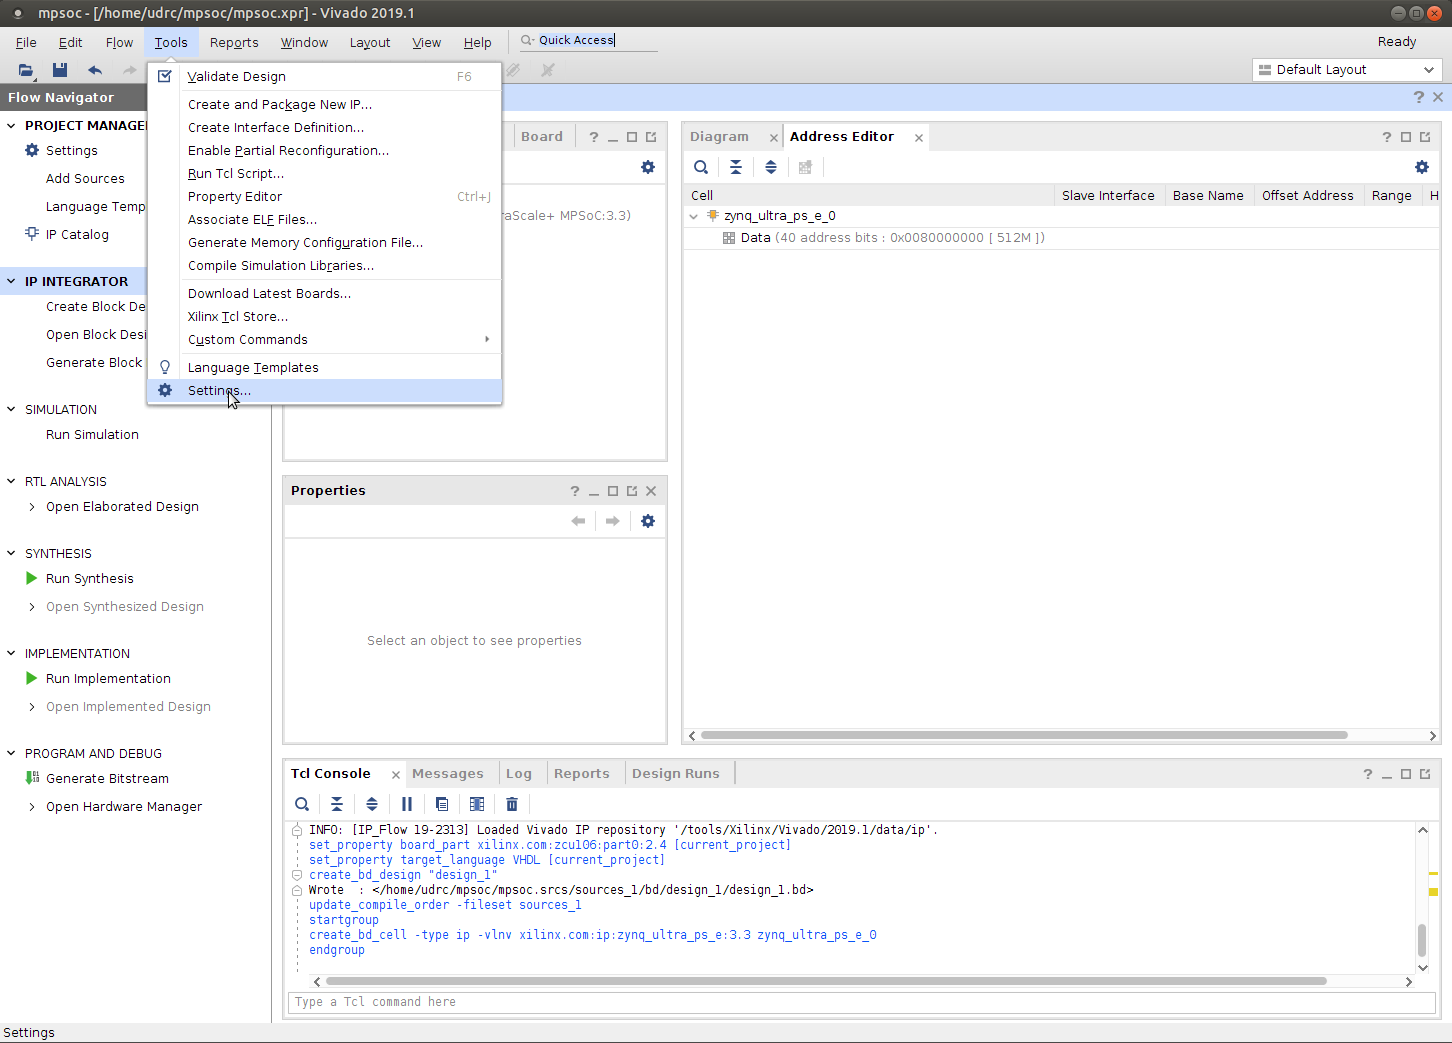 mpsoc - [/home/udrc/mpsoc/mpsoc.xpr] - Vivado 2019.1
File Edit Flow Tools Reports Window Layout View Help Quick Access Ready
Default Layout
Flow Navigator
PROJECT MANAGE
Settings
Add Sources
Language Temp
IP Catalog
IP INTEGRATOR
Create Block De
Open Block Desi
Generate Block
SIMULATION
Run Simulation
RTL ANALYSIS
Open Elaborated Design
SYNTHESIS
Run Synthesis
Open Synthesized Design
IMPLEMENTATION
Run Implementation
Open Implemented Design
PROGRAM AND DEBUG
Generate Bitstream
Open Hardware Manager
Validate Design F6
Create and Package New IP...
Create Interface Definition...
Enable Partial Reconfiguration...
Run Tcl Script...
Property Editor Ctrl+J
Associate ELF Files...
Generate Memory Configuration File...
Compile Simulation Libraries...
Download Latest Boards...
Xilinx Tcl Store...
Custom Commands
Language Templates
Settings...
Board
raScale+ MPSoC:3.3)
Properties
Select an object to see properties
Diagram Address Editor
Cell Slave Interface Base Name Offset Address Range H
zynq_ultra_ps_e_0
Data (40 address bits : 0x0080000000 [ 512M ])
Tcl Console Messages Log Reports Design Runs
INFO: [IP_Flow 19-2313] Loaded Vivado IP repository '/tools/Xilinx/Vivado/2019.1/data/ip'.
set_property board_part xilinx.com:zcu106:part0:2.4 [current_project]
set_property target_language VHDL [current_project]
create_bd_design "design_1"
Wrote : </home/udrc/mpsoc/mpsoc.srcs/sources_1/bd/design_1/design_1.bd>
update_compile_order -fileset sources_1
startgroup
create_bd_cell -type ip -vlnv xilinx.com:ip:zynq_ultra_ps_e:3.3 zynq_ultra_ps_e_0
endgroup
Type a Tcl command here
Settings